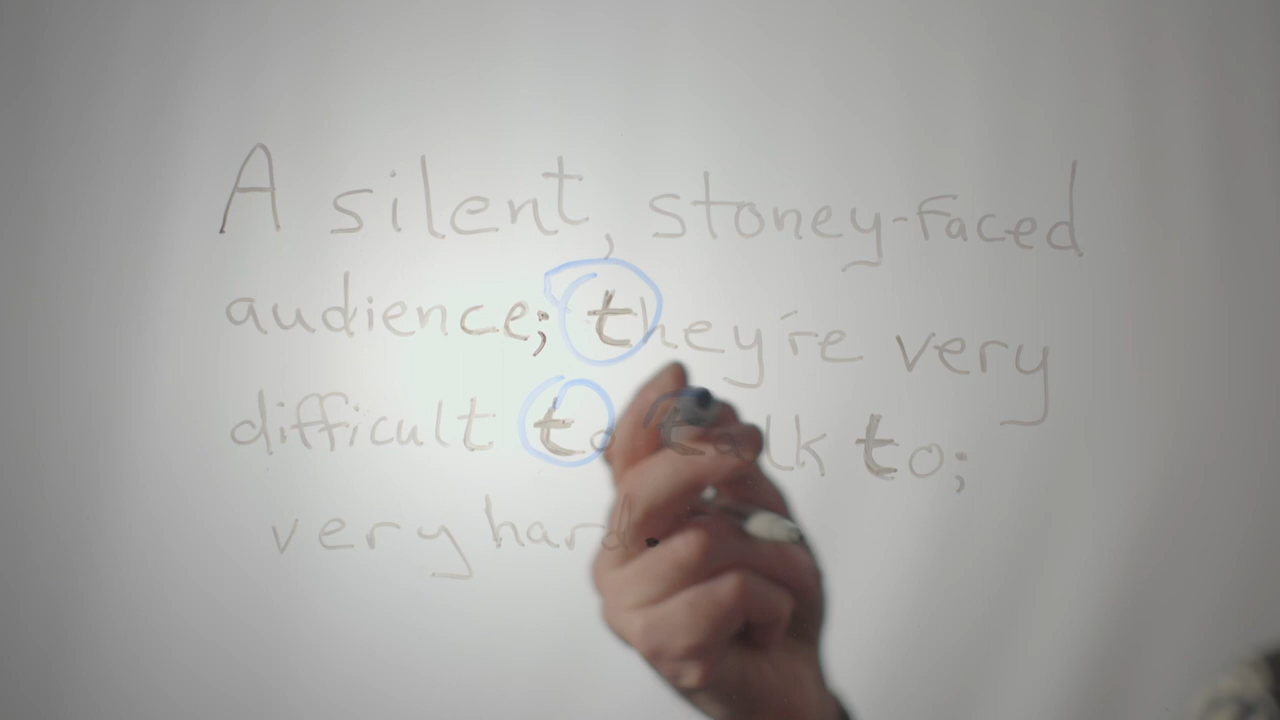 A silent, stoney-faced
audience; they're very
difficult to talk to;
very hard.